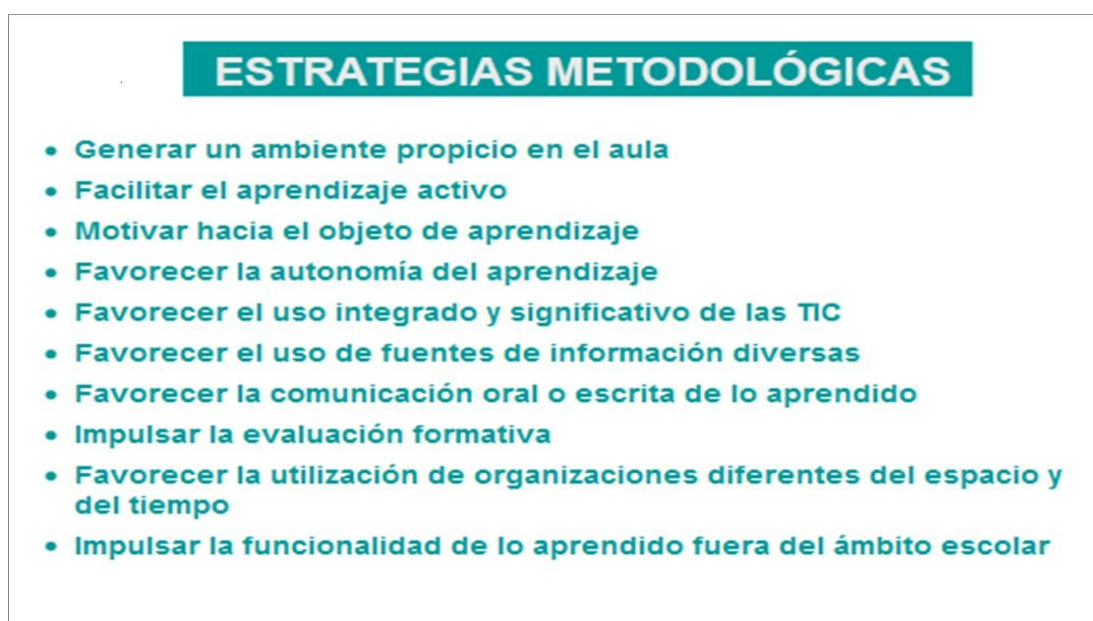 ESTRATEGIAS METODOLÓGICAS
• Generar un ambiente propicio en el aula
• Facilitar el aprendizaje activo
• Motivar hacia el objeto de aprendizaje
• Favorecer la autonomía del aprendizaje
• Favorecer el uso integrado y significativo de las TIC
• Favorecer el uso de fuentes de información diversas
• Favorecer la comunicación oral o escrita de lo aprendido
• Impulsar la evaluación formativa
• Favorecer la utilización de organizaciones diferentes del espacio y
del tiempo
• Impulsar la funcionalidad de lo aprendido fuera del ámbito escolar